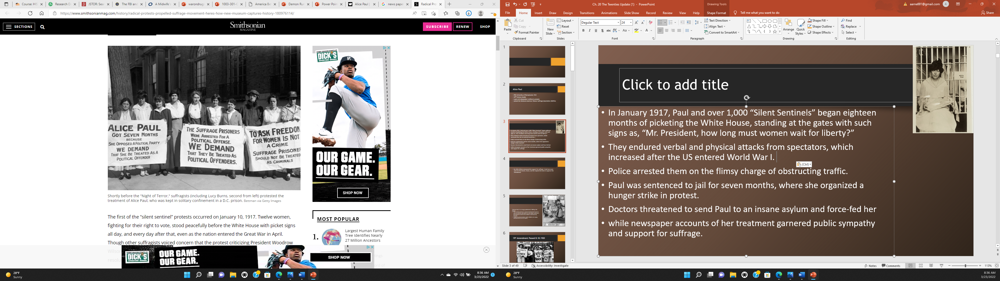 Course: HIS
Research D
JSTOR: Sea
The FBI and
A Midwife's
warondrug
1003-301-C
America Be
Demon Ru
Power Poin
Alice Paul |
news pape
Radical Pro
https://www.smithsonianmag.com/history/radical-protests-propelled-suffrage-movement-heres-how-new-museum-captures-history-180976114/
SECTIONS
Smithsonian
MAGAZINE
SUBSCRIBE
RENEW
SHOP
ALICE PAUL
GOT SEVEN MONTHS
BECAUSE
SHE OPPOSED A POLITICAL PARTY
WE DEMAND
THAT SHE BE TREATED AS A
POLITICAL OFFENDER
THE SUFFRAGE PRISONERS
WERE ARRESTED FOR A
POLITICAL OFFENSE.
WE DEMAND
THAT THEY BE TREATED AS
POLITICAL OFFENDERS.
TO ASK FREEDOM
FOR WOMEN IS NOT
A CRIME
SUFFRAGE PRISONER
SHOULD NOT BE TREATED
AS CRIMINALS
Shortly before the "Night of Terror," suffragists (including Lucy Burns, second from left) protested the
treatment of Alice Paul, who was kept in solitary confinement in a D.C. prison. Bettman via Getty Images
The first of the “silent sentinel” protests occurred on January 10, 1917. Twelve women,
fighting for their right to vote, stood peacefully before the White House with picket signs
all day, and every day after that, even as the nation entered the Great War in April.
Though other suffragists voiced concern that the protest criticizing President Woodrow
EVERY SEASON STARTS AT
DICK'S
SPORTING GOODS
OUR GAME.
OUR GEAR.
SHOP NOW
MOST POPULAR
1.
Largest Human Family
Tree Identifies Nearly
27 Million Ancestors
DICK'S
OUR GAME.
OUR GEAR.
SHOP NOW
28°F
Sunny
8:36 AM
3/23/2022
Ch. 20 The Twenties Update (1) - PowerPoint
Drawing Tools
aarne001@gmail.com
A
File
Home
Insert
Draw
Design
Transitions
Animations
Slide Show
Record
Review
View
Help
Shape Format
Tell me what you want to do
Share
Paste
Cut
Copy
Format Painter
Clipboard
New
Slide
Layout
Reset
Section
Slides
Regular Text
24
Font
Text Direction
Align Text
Convert to SmartArt
Paragraph
Arrange
Quick
Styles
Shape Fill
Shape Outline
Shape Effects
Drawing
Find
Replace
Select
Editing
1
2
Alice Paul
3
4
5
6
19th Amendment Passed 8.18.1920
Click to add title
• In January 1917, Paul and over 1,000 “Silent Sentinels” began eighteen
months of picketing the White House, standing at the gates with such
signs as, “Mr. President, how long must women wait for liberty?”
• They endured verbal and physical attacks from spectators, which
increased after the US entered World War I.
(Ctrl)
• Police arrested them on the flimsy charge of obstructing traffic.
• Paul was sentenced to jail for seven months, where she organized a
hunger strike in protest.
• Doctors threatened to send Paul to an insane asylum and force-fed her
• while newspaper accounts of her treatment garnered public sympathy
and support for suffrage.
Slide 3 of 49
Accessibility: Investigate
Notes
Comments
113%
28°F
Sunny
8:36 AM
3/23/2022